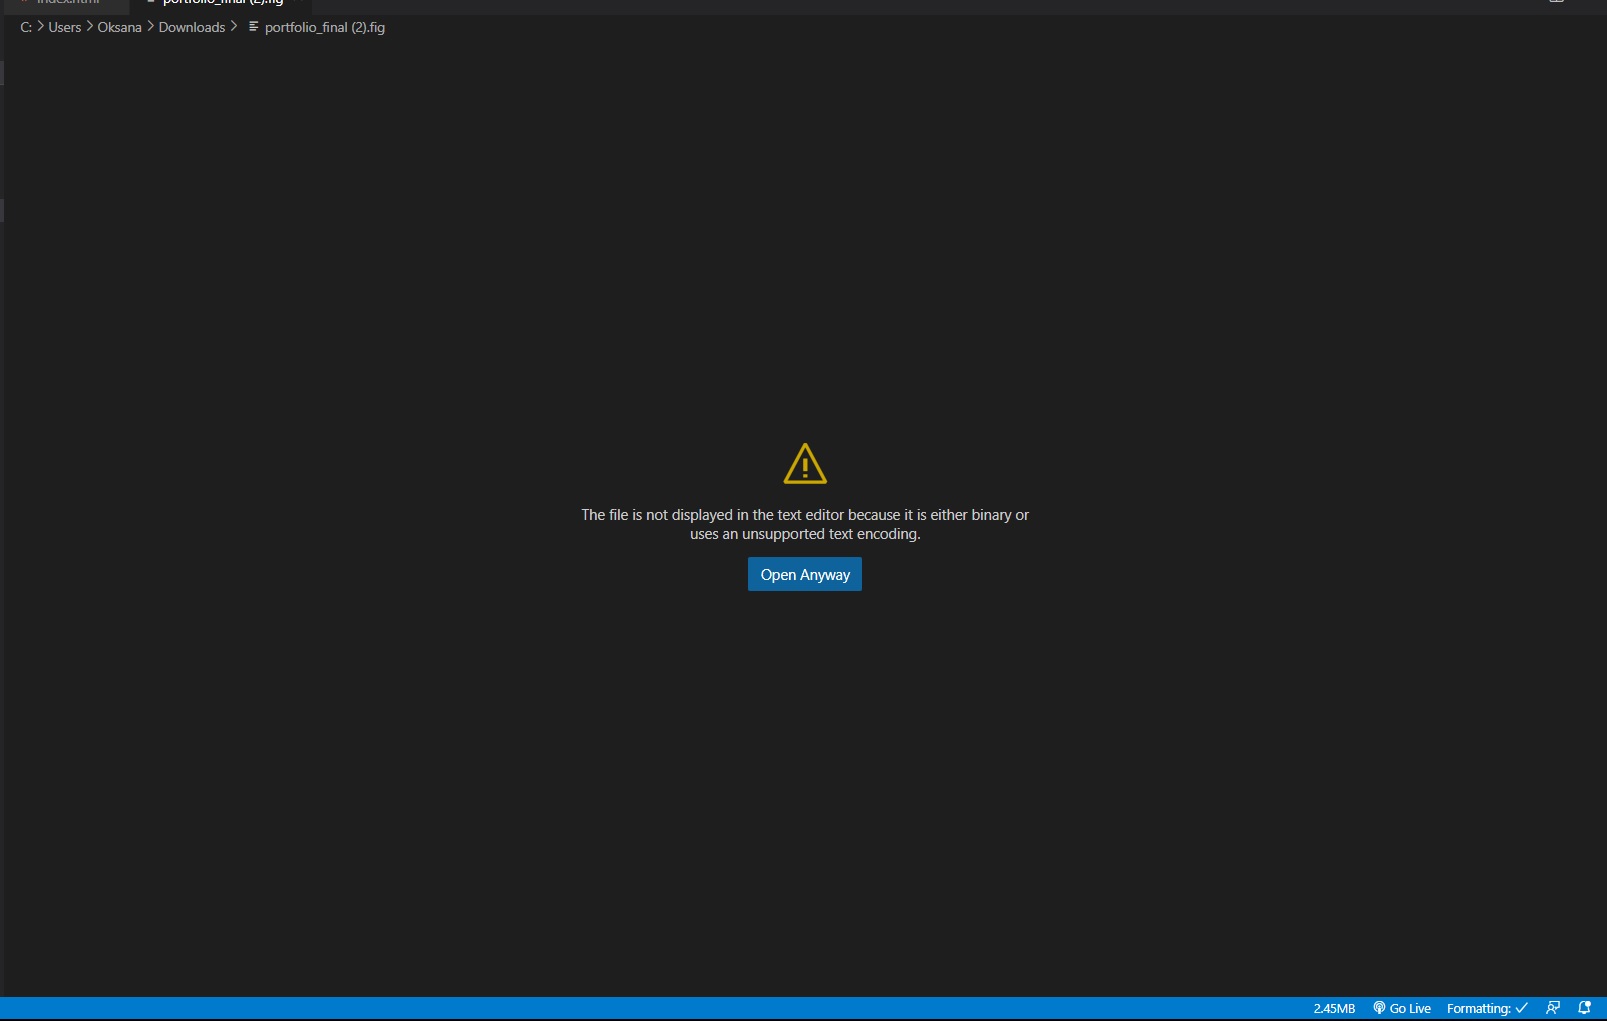 index.html portfolio_final (2).fig
C: > Users > Oksana > Downloads > portfolio_final (2).fig
The file is not displayed in the text editor because it is either binary or
uses an unsupported text encoding.
Open Anyway
2.45MB Go Live Formatting: ✓